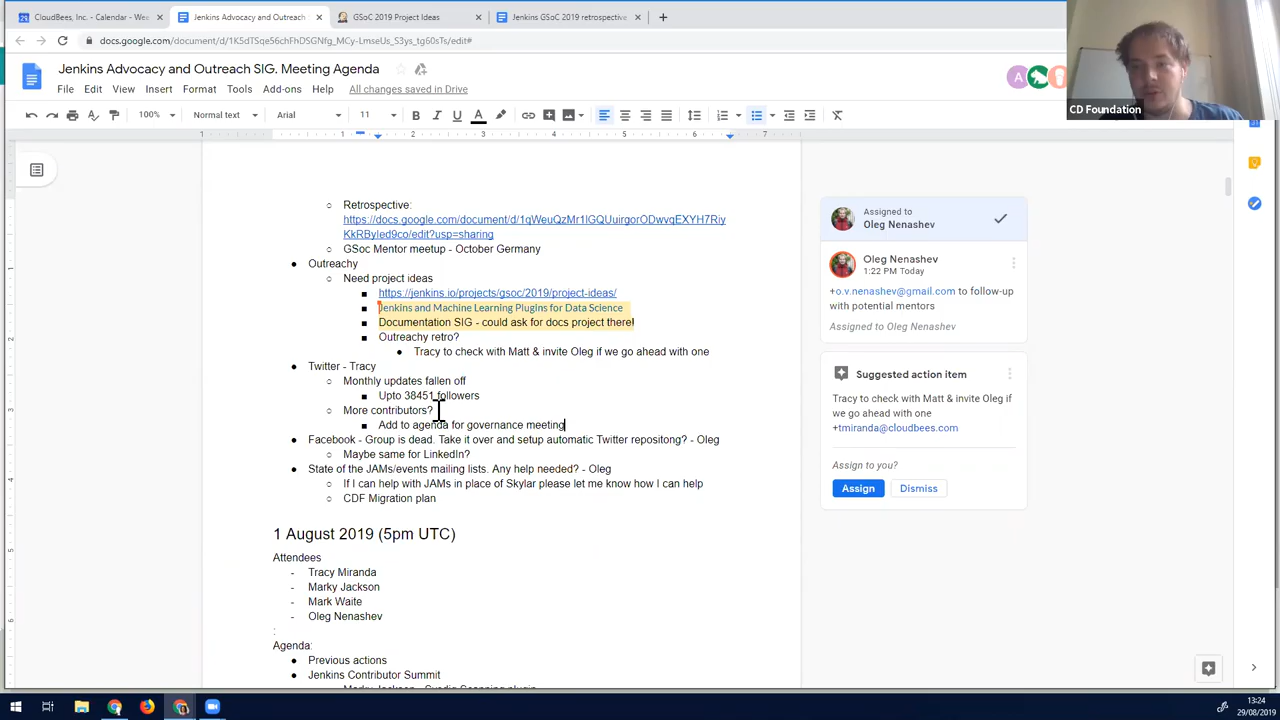 CloudBees, Inc. - Calendar - Wee
Jenkins Advocacy and Outreach
GSoC 2019 Project Ideas
Jenkins GSoC 2019 retrospective
docs.google.com/document/d/1K5dTSqe56chFhDSGNfg_MCy-LmseUs_S3ys_tg60sTs/edit#
Jenkins Advocacy and Outreach SIG. Meeting Agenda
File Edit View Insert Format Tools Add-ons Help All changes saved in Drive
100% Normal text Arial 11
CD Foundation
Retrospective:
https://docs.google.com/document/d/1qWeuQzMr1IGQUuirgorODwvqEXYH7Riy
KkRByIed9co/edit?usp=sharing
GSoc Mentor meetup - October Germany
Outreachy
Need project ideas
https://jenkins.io/projects/gsoc/2019/project-ideas/
Jenkins and Machine Learning Plugins for Data Science
Documentation SIG - could ask for docs project there!
Outreachy retro?
Tracy to check with Matt & invite Oleg if we go ahead with one
Twitter - Tracy
Monthly updates fallen off
Upto 38451 followers
More contributors?
Add to agenda for governance meeting
Facebook - Group is dead. Take it over and setup automatic Twitter repositong? - Oleg
Maybe same for LinkedIn?
State of the JAMs/events mailing lists. Any help needed? - Oleg
If I can help with JAMs in place of Skylar please let me know how I can help
CDF Migration plan
1 August 2019 (5pm UTC)
Attendees
- Tracy Miranda
- Marky Jackson
- Mark Waite
- Oleg Nenashev
:
Agenda:
Previous actions
Jenkins Contributor Summit
Marky Jackson - Sysdig Scanning plugin
Assigned to
Oleg Nenashev
Oleg Nenashev
1:22 PM Today
+o.v.nenashev@gmail.com to follow-up
with potential mentors
Assigned to Oleg Nenashev
Suggested action item
Tracy to check with Matt & invite Oleg if
we go ahead with one
+tmiranda@cloudbees.com
Assign to you?
Assign Dismiss
13:24
29/08/2019